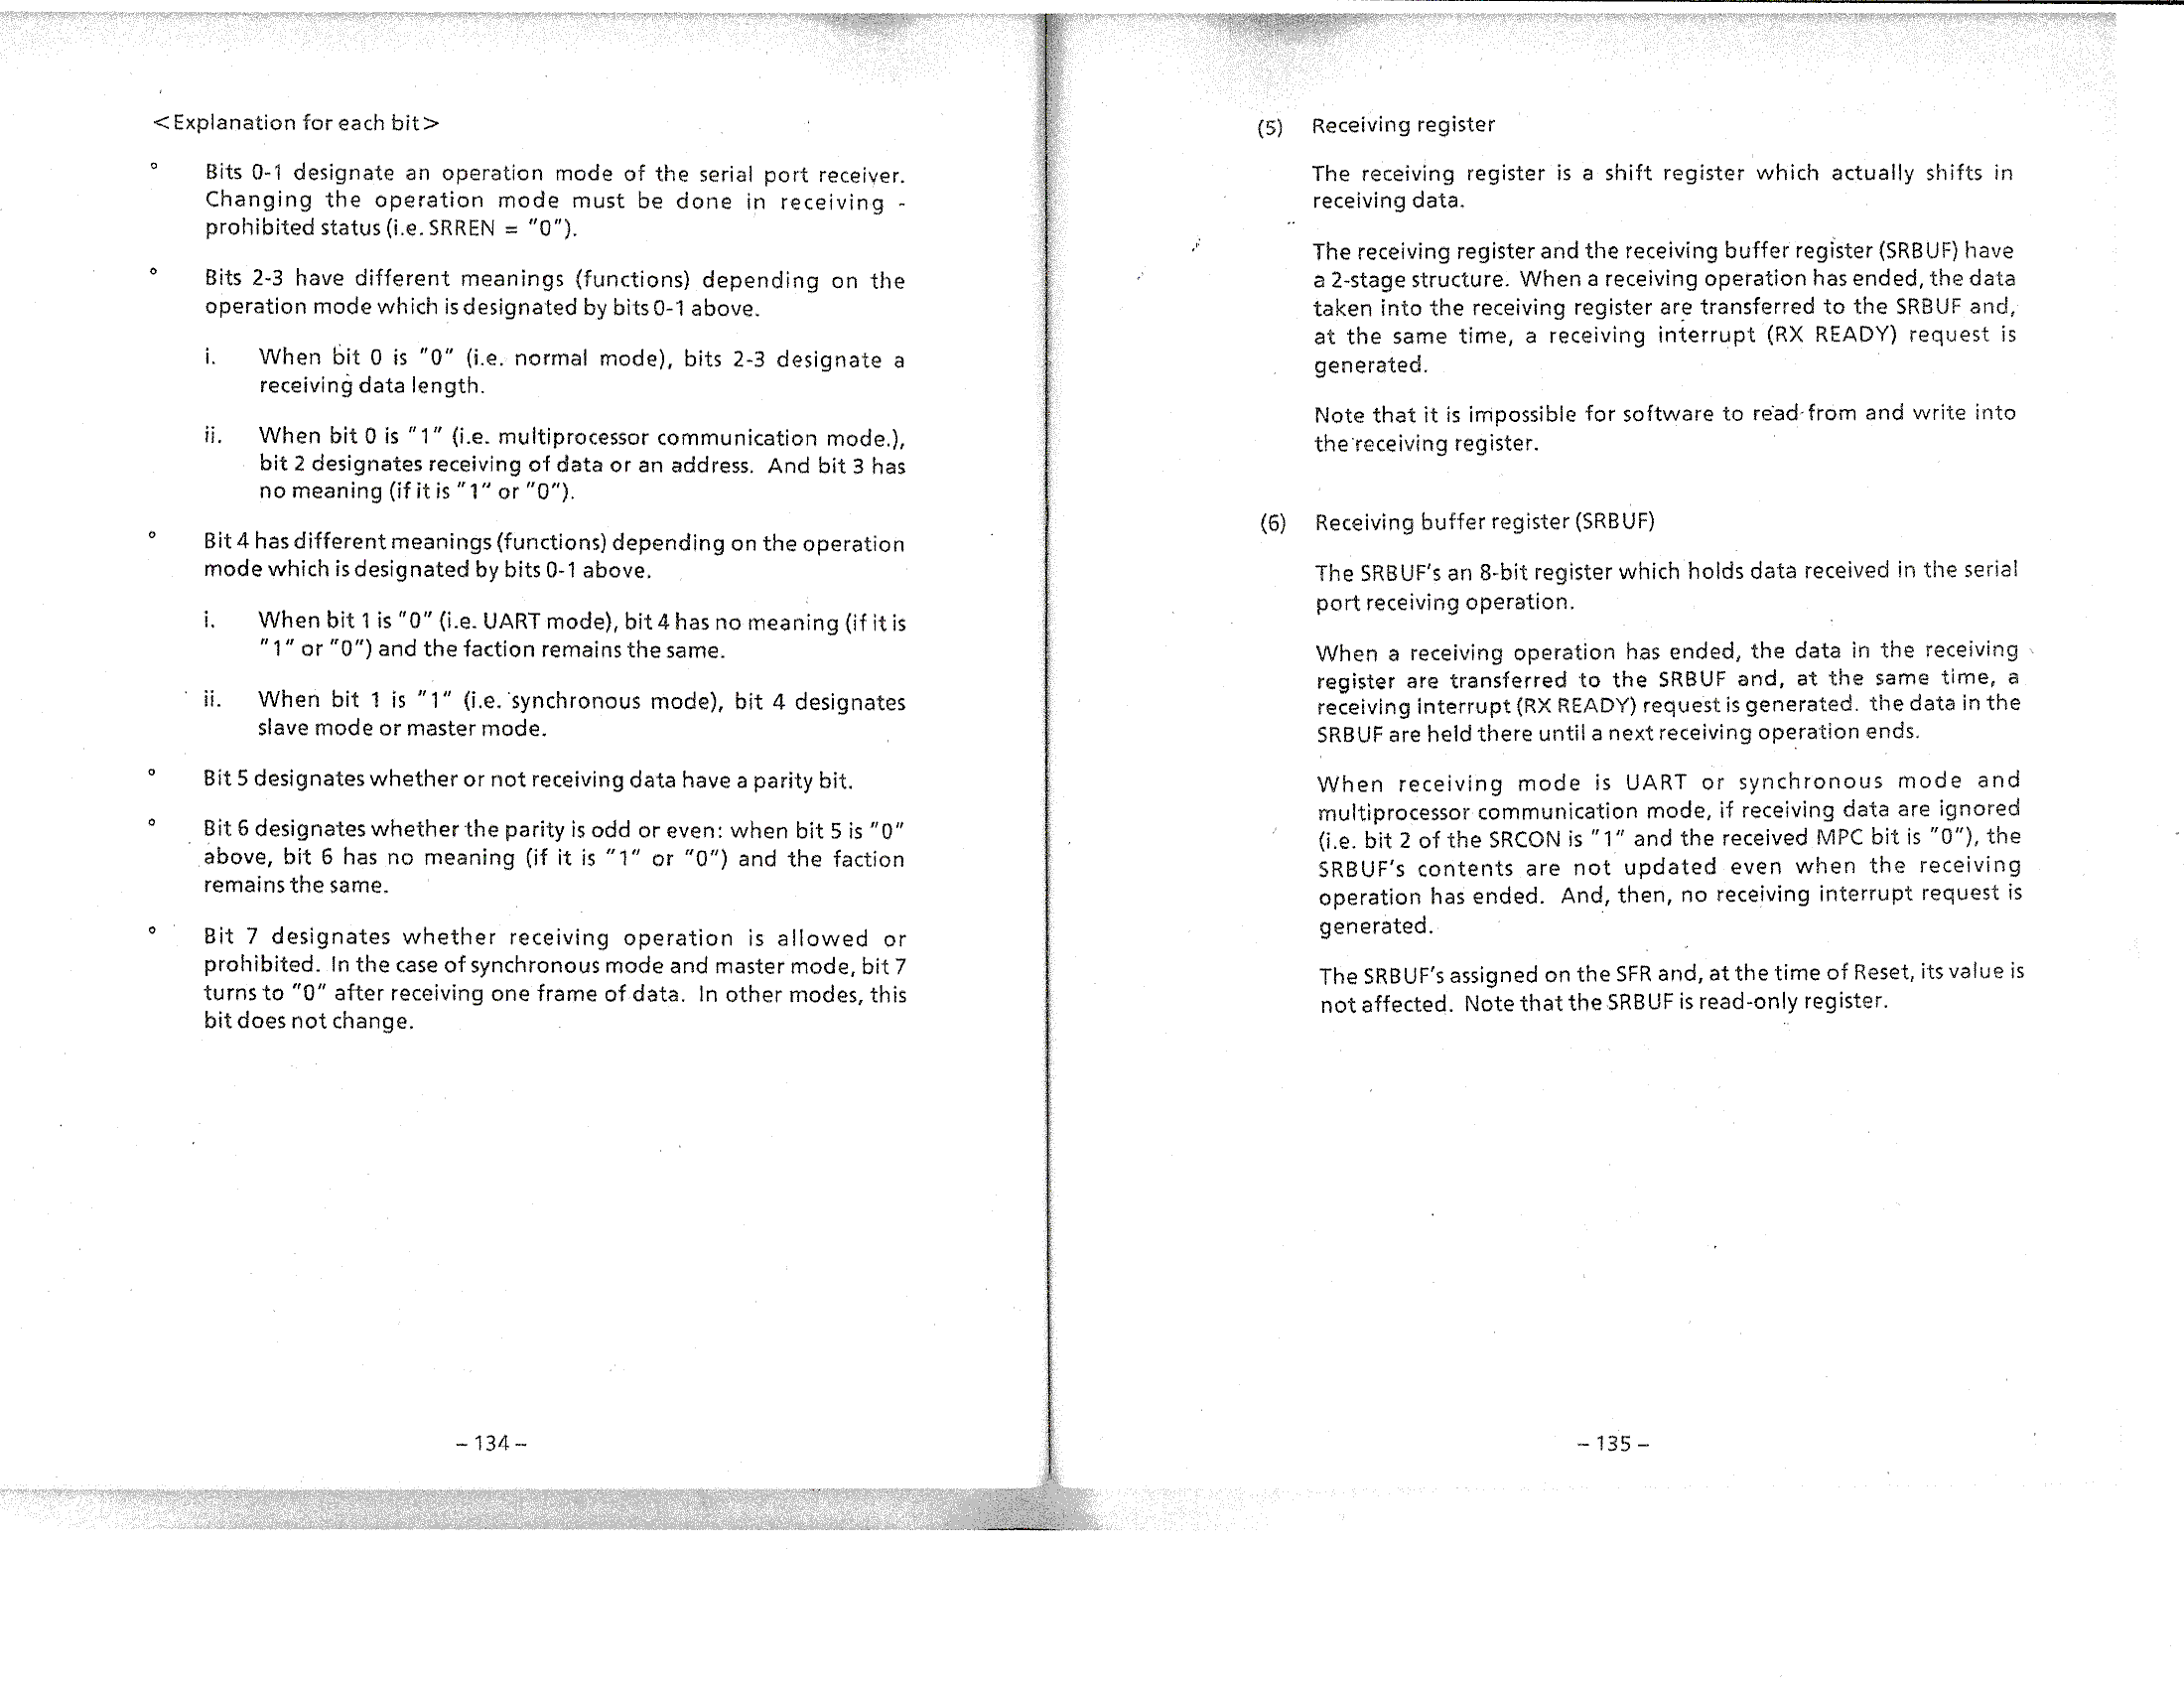 <Explanation for each bit>
° Bits 0-1 designate an operation mode of the serial port receiver.
Changing the operation mode must be done in receiving -
prohibited status (i.e. SRREN = "0").
° Bits 2-3 have different meanings (functions) depending on the
operation mode which is designated by bits 0-1 above.
i. When bit 0 is "0" (i.e. normal mode), bits 2-3 designate a
receiving data length.
ii. When bit 0 is "1" (i.e. multiprocessor communication mode.),
bit 2 designates receiving of data or an address. And bit 3 has
no meaning (if it is "1" or "0").
° Bit 4 has different meanings (functions) depending on the operation
mode which is designated by bits 0-1 above.
i. When bit 1 is "0" (i.e. UART mode), bit 4 has no meaning (if it is
"1" or "0") and the faction remains the same.
ii. When bit 1 is "1" (i.e. synchronous mode), bit 4 designates
slave mode or master mode.
° Bit 5 designates whether or not receiving data have a parity bit.
° Bit 6 designates whether the parity is odd or even: when bit 5 is "0"
above, bit 6 has no meaning (if it is "1" or "0") and the faction
remains the same.
° Bit 7 designates whether receiving operation is allowed or
prohibited. In the case of synchronous mode and master mode, bit 7
turns to "0" after receiving one frame of data. In other modes, this
bit does not change.
– 134 –
(5) Receiving register
The receiving register is a shift register which actually shifts in
receiving data.
The receiving register and the receiving buffer register (SRBUF) have
a 2-stage structure. When a receiving operation has ended, the data
taken into the receiving register are transferred to the SRBUF and,
at the same time, a receiving interrupt (RX READY) request is
generated.
Note that it is impossible for software to read from and write into
the receiving register.
(6) Receiving buffer register (SRBUF)
The SRBUF's an 8-bit register which holds data received in the serial
port receiving operation.
When a receiving operation has ended, the data in the receiving
register are transferred to the SRBUF and, at the same time, a
receiving interrupt (RX READY) request is generated. the data in the
SRBUF are held there until a next receiving operation ends.
When receiving mode is UART or synchronous mode and
multiprocessor communication mode, if receiving data are ignored
(i.e. bit 2 of the SRCON is "1" and the received MPC bit is "0"), the
SRBUF's contents are not updated even when the receiving
operation has ended. And, then, no receiving interrupt request is
generated.
The SRBUF's assigned on the SFR and, at the time of Reset, its value is
not affected. Note that the SRBUF is read-only register.
– 135 –